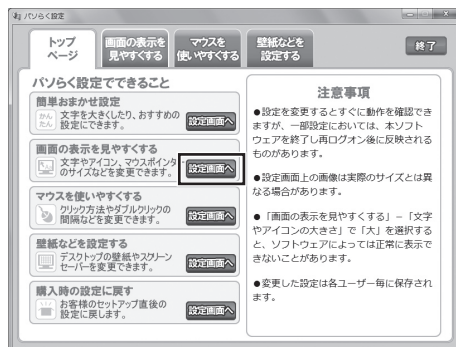 パソらく設定
トップ
ページ
画面の表示を
見やすくする
マウスを
使いやすくする
壁紙などを
設定する
終了
パソらく設定でできること
簡単おまかせ設定
かん
たん
文字を大きくしたり、おすすめの
設定にできます。
設定画面へ
画面の表示を見やすくする
文字やアイコン、マウスポインタ
のサイズなどを変更できます。
設定画面へ
マウスを使いやすくする
クリック方法やダブルクリックの
間隔などを変更できます。
設定画面へ
壁紙などを設定する
デスクトップの壁紙やスクリーン
セーバーを変更できます。
設定画面へ
購入時の設定に戻す
お客様のセットアップ直後の
設定に戻します。
設定画面へ
注意事項
●設定を変更するとすぐに動作を確認でき
ますが、一部設定においては、本ソフト
ウェアを終了し再ログオン後に反映される
ものがあります。
●設定画面上の画像は実際のサイズとは異
なる場合があります。
●「画面の表示を見やすくする」－「文字
やアイコンの大きさ」で「大」を選択する
と、ソフトウェアによっては正常に表示で
きないことがあります。
●変更した設定は各ユーザー毎に保存され
ます。